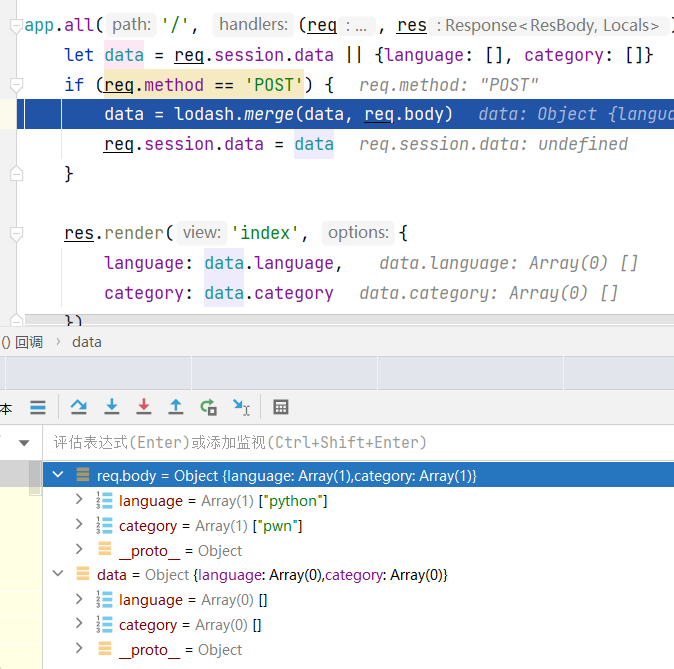 app.all( path: '/', handlers: (req : … , res : Response<ResBody, Locals>
let data = req.session.data || {language: [], category: []}
if (req.method == 'POST') { req.method: "POST"
data = lodash.merge(data, req.body) data: Object {langua
req.session.data = data req.session.data: undefined
}
res.render( view: 'index', options: {
language: data.language, data.language: Array(0) []
category: data.category data.category: Array(0) []
})
() 回调 › data
本
评估表达式(Enter)或添加监视(Ctrl+Shift+Enter)
req.body = Object {language: Array(1),category: Array(1)}
language = Array(1) ["python"]
category = Array(1) ["pwn"]
__proto__ = Object
data = Object {language: Array(0),category: Array(0)}
language = Array(0) []
category = Array(0) []
__proto__ = Object